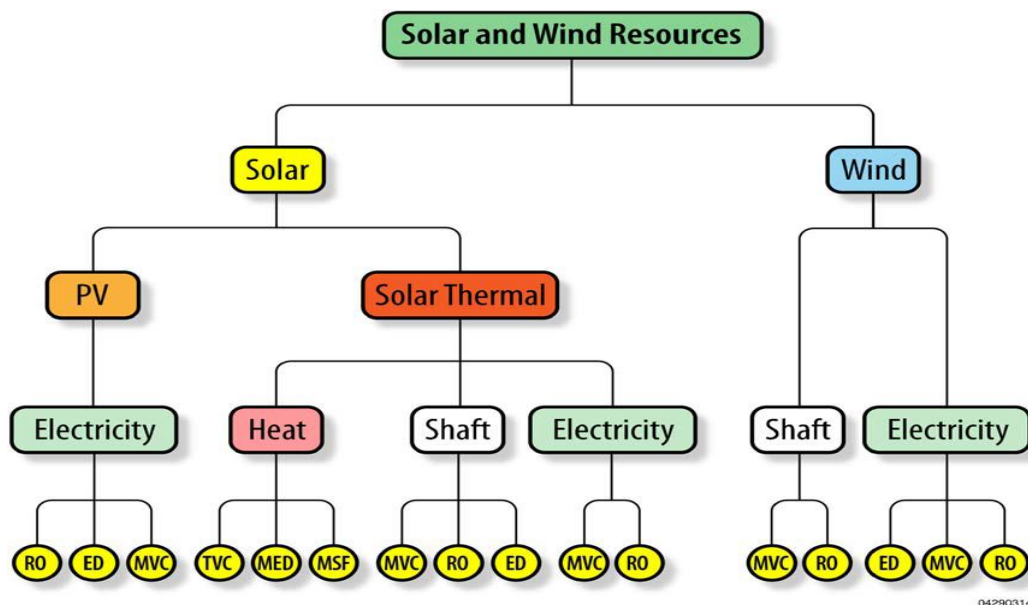 Solar and Wind Resources
Solar
Wind
PV
Solar Thermal
Electricity
Heat
Shaft
Electricity
Shaft
Electricity
RO
ED
MVC
TVC
MED
MSF
MVC
RO
ED
MVC
RO
MVC
RO
ED
MVC
RO